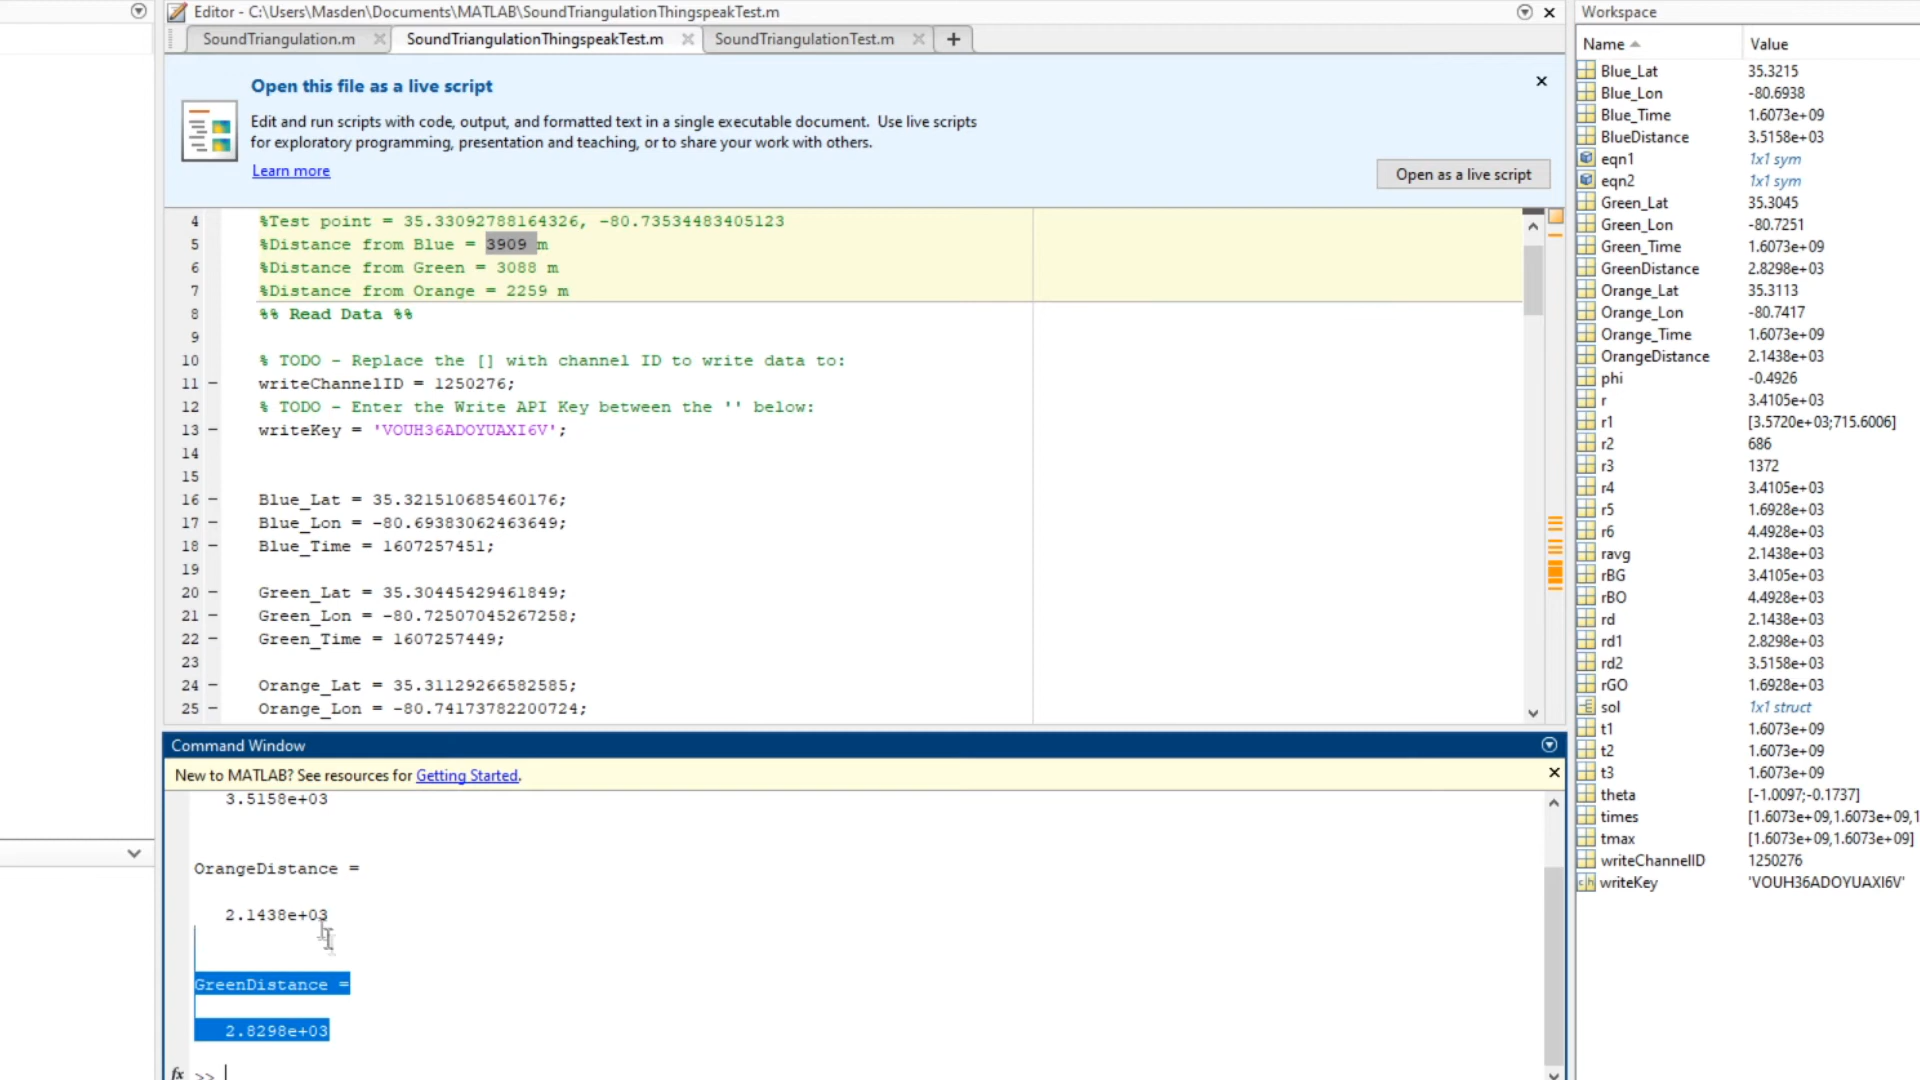 Editor - C:\Users\Masden\Documents\MATLAB\SoundTriangulationThingspeakTest.m
SoundTriangulation.m
SoundTriangulationThingspeakTest.m
SoundTriangulationTest.m
Open this file as a live script
Edit and run scripts with code, output, and formatted text in a single executable document. Use live scripts
for exploratory programming, presentation and teaching, or to share your work with others.
Learn more
Open as a live script
4 %Test point = 35.33092788164326, -80.73534483405123
5 %Distance from Blue = 3909 m
6 %Distance from Green = 3088 m
7 %Distance from Orange = 2259 m
8 %% Read Data %%
9
10 % TODO - Replace the [] with channel ID to write data to:
11 - writeChannelID = 1250276;
12 % TODO - Enter the Write API Key between the '' below:
13 - writeKey = 'VOUH36ADOYUAXI6V';
14
15
16 - Blue_Lat = 35.321510685460176;
17 - Blue_Lon = -80.69383062463649;
18 - Blue_Time = 1607257451;
19
20 - Green_Lat = 35.30445429461849;
21 - Green_Lon = -80.72507045267258;
22 - Green_Time = 1607257449;
23
24 - Orange_Lat = 35.31129266582585;
25 - Orange_Lon = -80.74173782200724;
Command Window
New to MATLAB? See resources for Getting Started.
3.5158e+03
OrangeDistance =
2.1438e+03
GreenDistance =
2.8298e+03
fx >>
Workspace
Name Value
Blue_Lat 35.3215
Blue_Lon -80.6938
Blue_Time 1.6073e+09
BlueDistance 3.5158e+03
eqn1 1x1 sym
eqn2 1x1 sym
Green_Lat 35.3045
Green_Lon -80.7251
Green_Time 1.6073e+09
GreenDistance 2.8298e+03
Orange_Lat 35.3113
Orange_Lon -80.7417
Orange_Time 1.6073e+09
OrangeDistance 2.1438e+03
phi -0.4926
r 3.4105e+03
r1 [3.5720e+03;715.6006]
r2 686
r3 1372
r4 3.4105e+03
r5 1.6928e+03
r6 4.4928e+03
ravg 2.1438e+03
rBG 3.4105e+03
rBO 4.4928e+03
rd 2.1438e+03
rd1 2.8298e+03
rd2 3.5158e+03
rGO 1.6928e+03
sol 1x1 struct
t1 1.6073e+09
t2 1.6073e+09
t3 1.6073e+09
theta [-1.0097;-0.1737]
times [1.6073e+09,1.6073e+09,1
tmax [1.6073e+09,1.6073e+09]
writeChannelID 1250276
ch writeKey 'VOUH36ADOYUAXI6V'